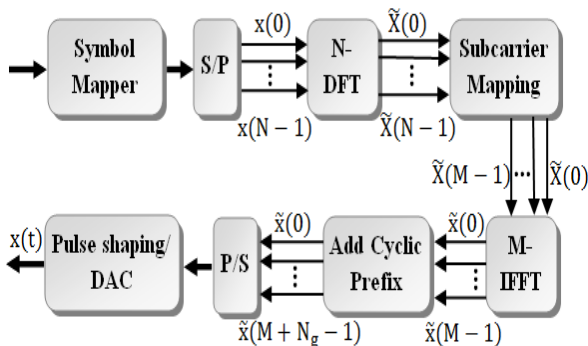 Symbol
Mapper
S/P
x(0)
⋮
x(N − 1)
N-
DFT
X̃(0)
⋮
X̃(N − 1)
Subcarrier
Mapping
X̃(M − 1)
⋯
X̃(0)
M-
IFFT
x̃(0)
⋮
x̃(M − 1)
Add Cyclic
Prefix
x̃(0)
⋮
x̃(M + N_g − 1)
P/S
Pulse shaping/
DAC
x(t)